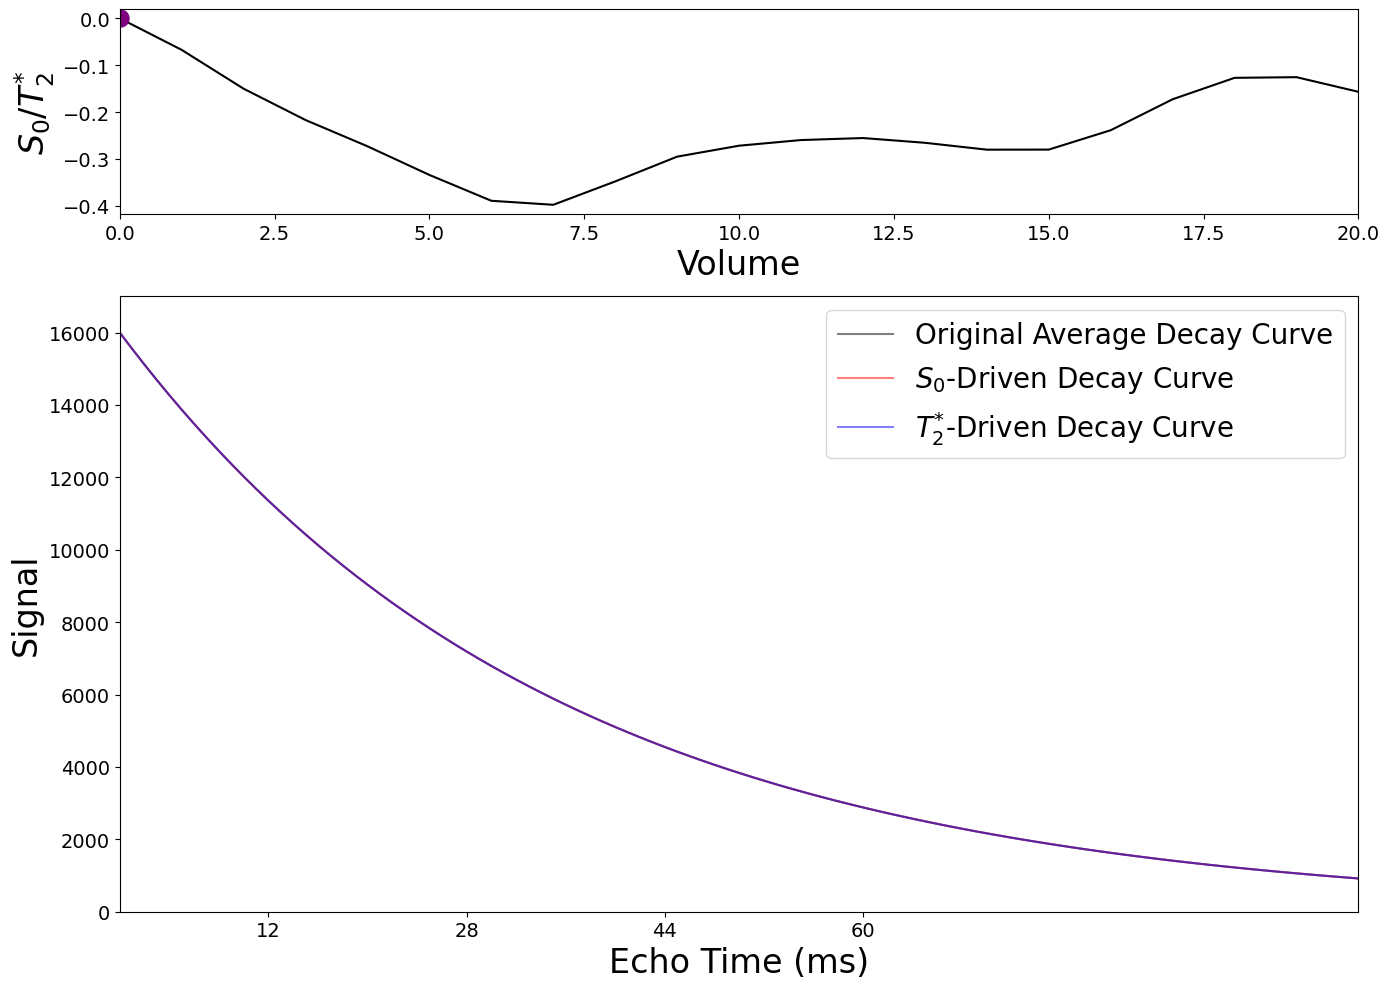 S₀/T₂*
0.0
−0.1
−0.2
−0.3
−0.4
0.0 2.5 5.0 7.5 10.0 12.5 15.0 17.5 20.0
Volume
Original Average Decay Curve
S₀-Driven Decay Curve
T₂*-Driven Decay Curve
Signal
16000
14000
12000
10000
8000
6000
4000
2000
0
12 28 44 60
Echo Time (ms)